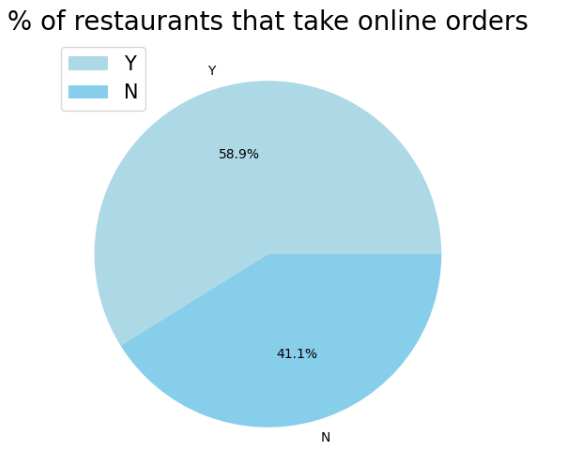 % of restaurants that take online orders
Y
N
Y
58.9%
41.1%
N